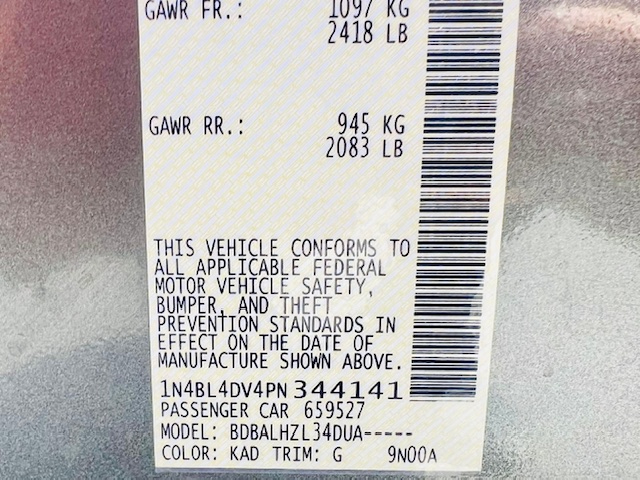 GAWR FR.: 1097 KG
2418 LB
GAWR RR.: 945 KG
2083 LB
THIS VEHICLE CONFORMS TO
ALL APPLICABLE FEDERAL
MOTOR VEHICLE SAFETY,
BUMPER, AND THEFT
PREVENTION STANDARDS IN
EFFECT ON THE DATE OF
MANUFACTURE SHOWN ABOVE.
1N4BL4DV4PN344141
PASSENGER CAR 659527
MODEL: BDBALHZL34DUA-----
COLOR: KAD TRIM: G 9N00A